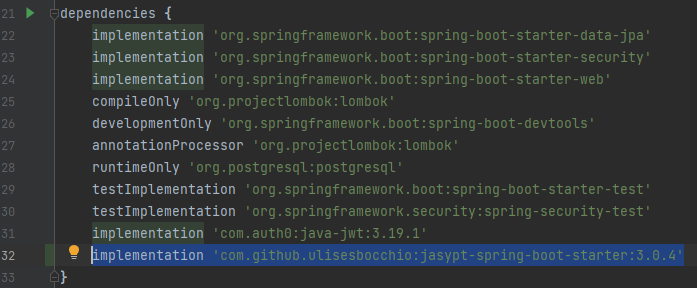 21 dependencies {
22 implementation 'org.springframework.boot:spring-boot-starter-data-jpa'
23 implementation 'org.springframework.boot:spring-boot-starter-security'
24 implementation 'org.springframework.boot:spring-boot-starter-web'
25 compileOnly 'org.projectlombok:lombok'
26 developmentOnly 'org.springframework.boot:spring-boot-devtools'
27 annotationProcessor 'org.projectlombok:lombok'
28 runtimeOnly 'org.postgresql:postgresql'
29 testImplementation 'org.springframework.boot:spring-boot-starter-test'
30 testImplementation 'org.springframework.security:spring-security-test'
31 implementation 'com.auth0:java-jwt:3.19.1'
32 implementation 'com.github.ulisesbocchio:jasypt-spring-boot-starter:3.0.4'
33 }